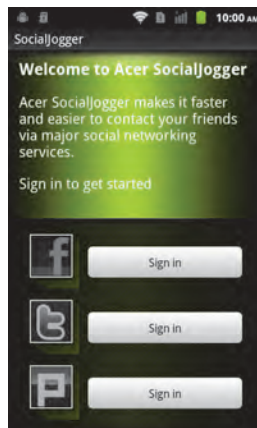 10:00 AM
SocialJogger
Welcome to Acer SocialJogger
Acer SocialJogger makes it faster
and easier to contact your friends
via major social networking
services.
Sign in to get started
f
Sign in
t
Sign in
P
Sign in